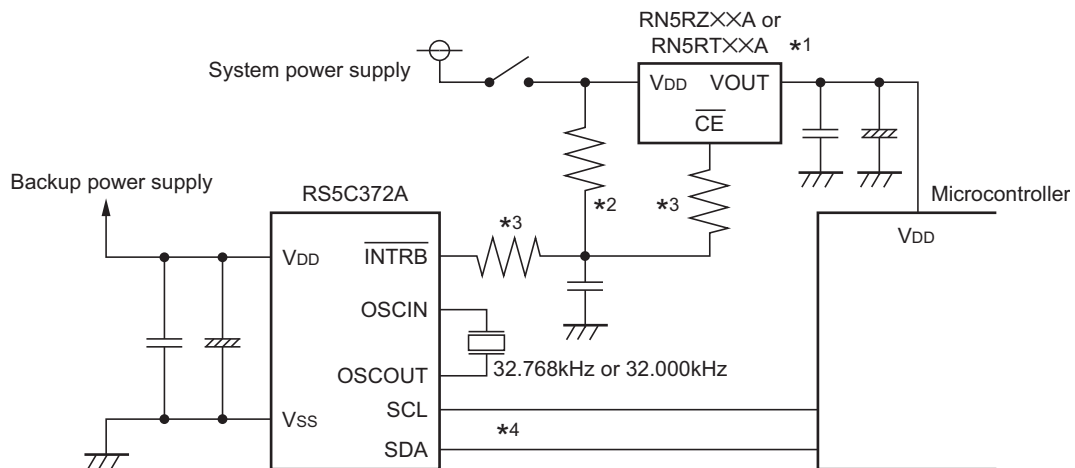 RN5RZ××A or
RN5RT××A *1
System power supply
VDD VOUT
CE
Backup power supply
RS5C372A
*2
*3
Microcontroller
*3
VDD
VDD
INTRB
OSCIN
OSCOUT
32.768kHz or 32.000kHz
VSS
SCL
*4
SDA